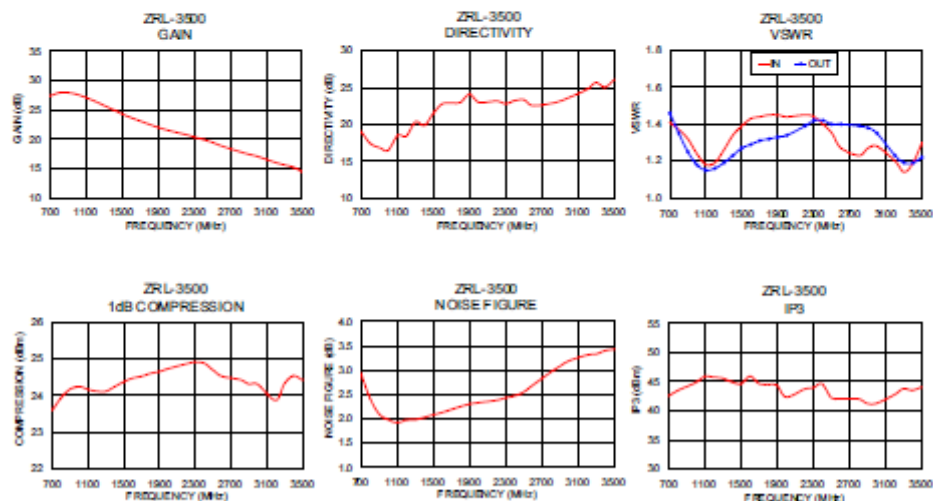 ZRL-3500
GAIN
GAIN (dB)
35
30
25
20
15
10
700 1100 1500 1900 2300 2700 3100 3500
FREQUENCY (MHz)
ZRL-3500
DIRECTIVITY
DIRECTIVITY (dB)
30
25
20
15
10
700 1100 1500 1900 2300 2700 3100 3500
FREQUENCY (MHz)
ZRL-3500
VSWR
IN OUT
VSWR
1.8
1.6
1.4
1.2
1.0
700 1100 1500 1900 2300 2700 3100 3500
FREQUENCY (MHz)
ZRL-3500
1dB COMPRESSION
COMPRESSION (dBm)
26
25
24
23
22
700 1100 1500 1900 2300 2700 3100 3500
FREQUENCY (MHz)
ZRL-3500
NOISE FIGURE
NOISE FIGURE (dB)
4.0
3.5
3.0
2.5
2.0
1.5
1.0
700 1100 1500 1900 2300 2700 3100 3500
FREQUENCY (MHz)
ZRL-3500
IP3
IP3 (dBm)
55
50
45
40
35
30
700 1100 1500 1900 2300 2700 3100 3500
FREQUENCY (MHz)